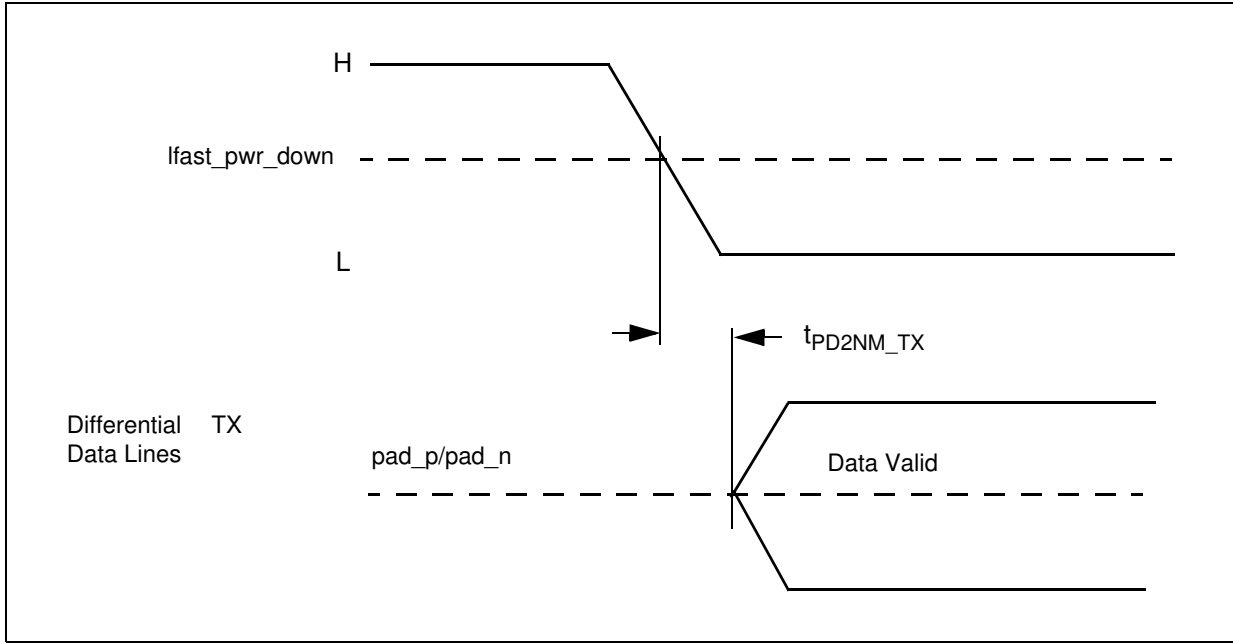 H
lfast_pwr_down
L
tPD2NM_TX
Differential TX
Data Lines
pad_p/pad_n
Data Valid